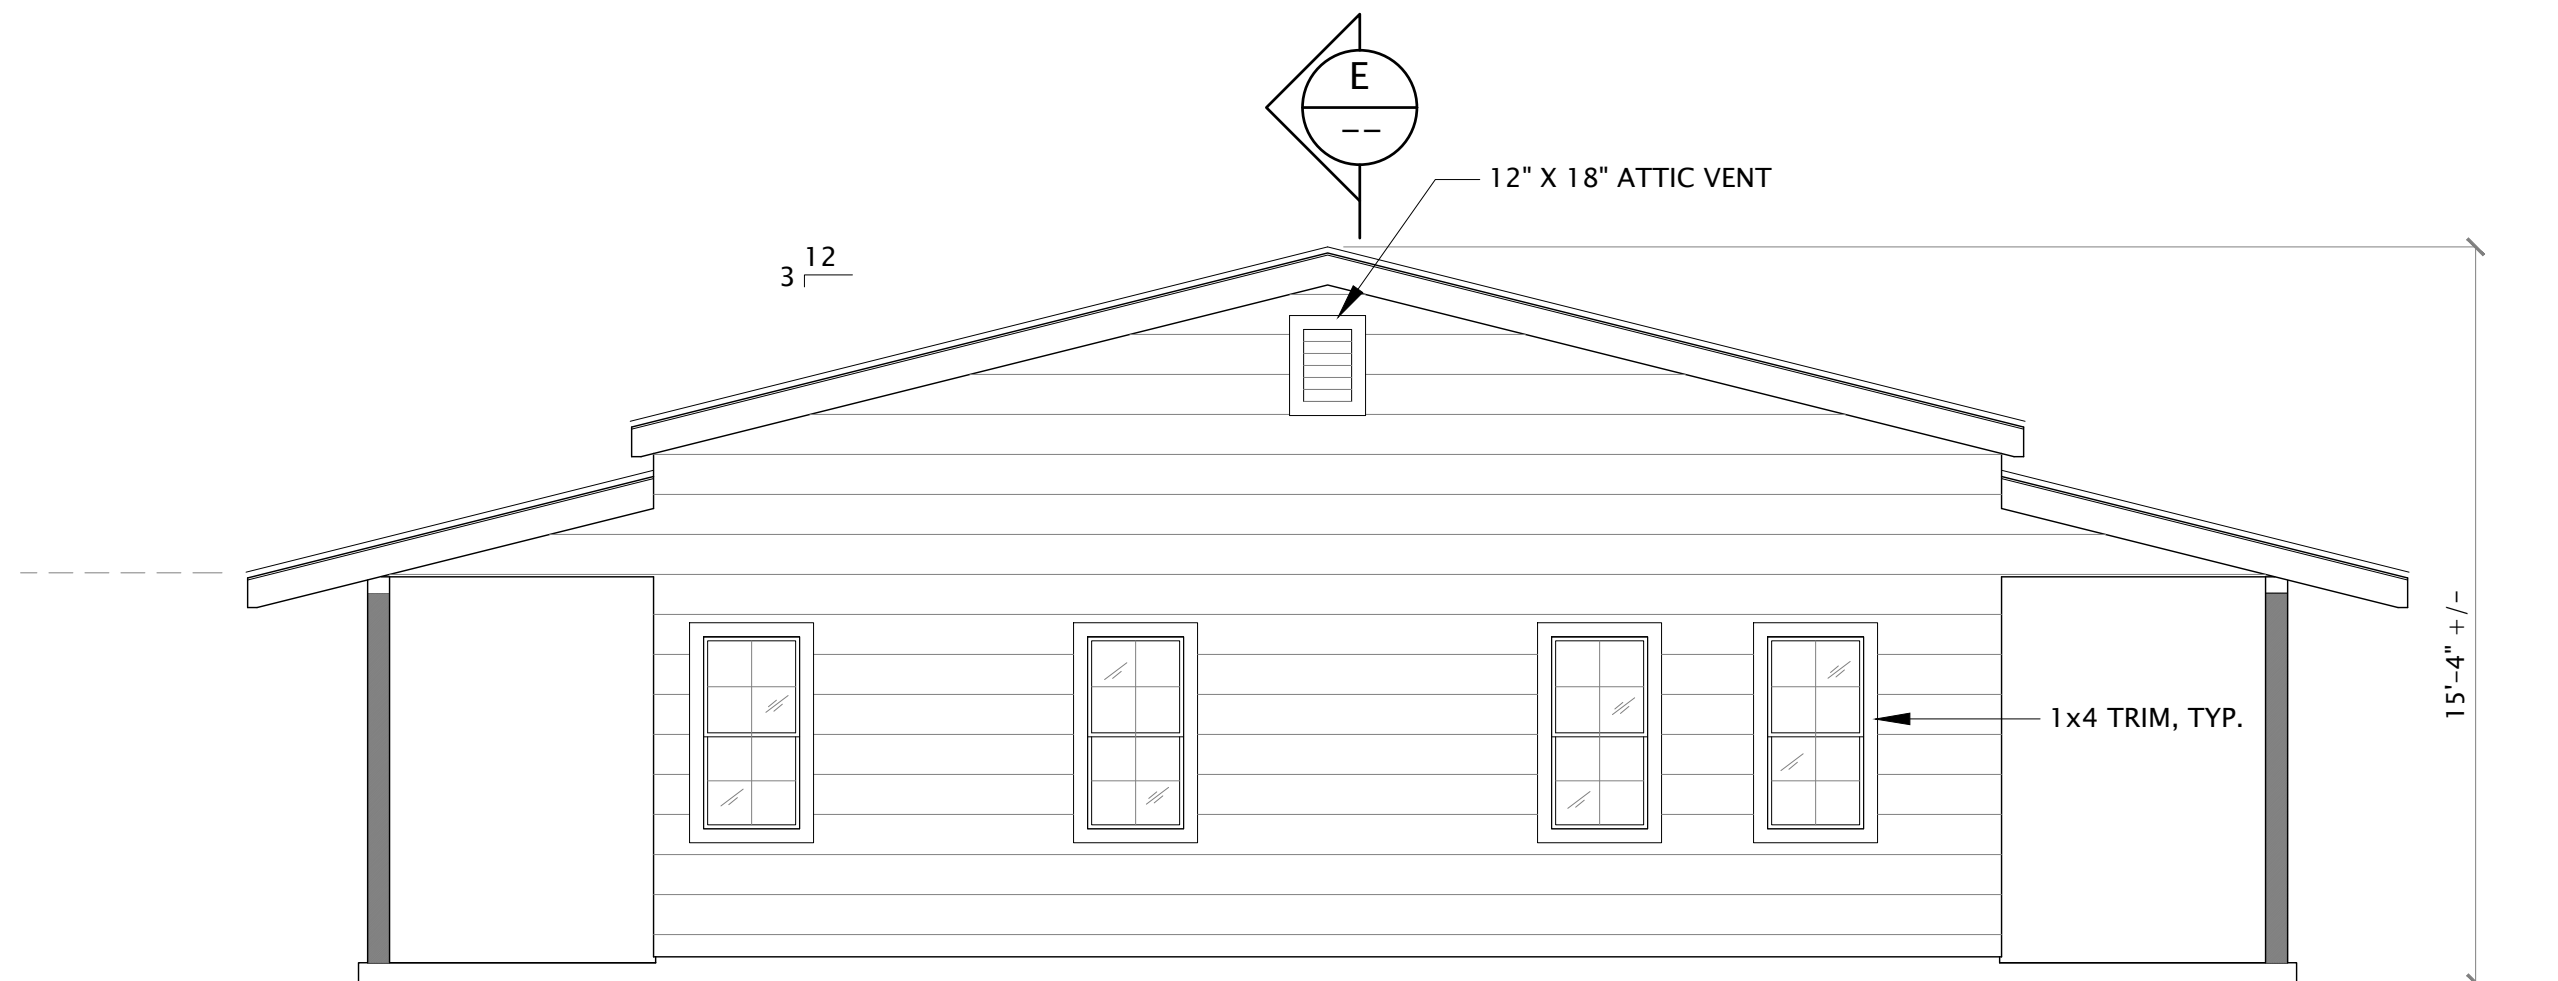 E
--
12" X 18" ATTIC VENT
12
3
1x4 TRIM, TYP.
15'-4" +/-